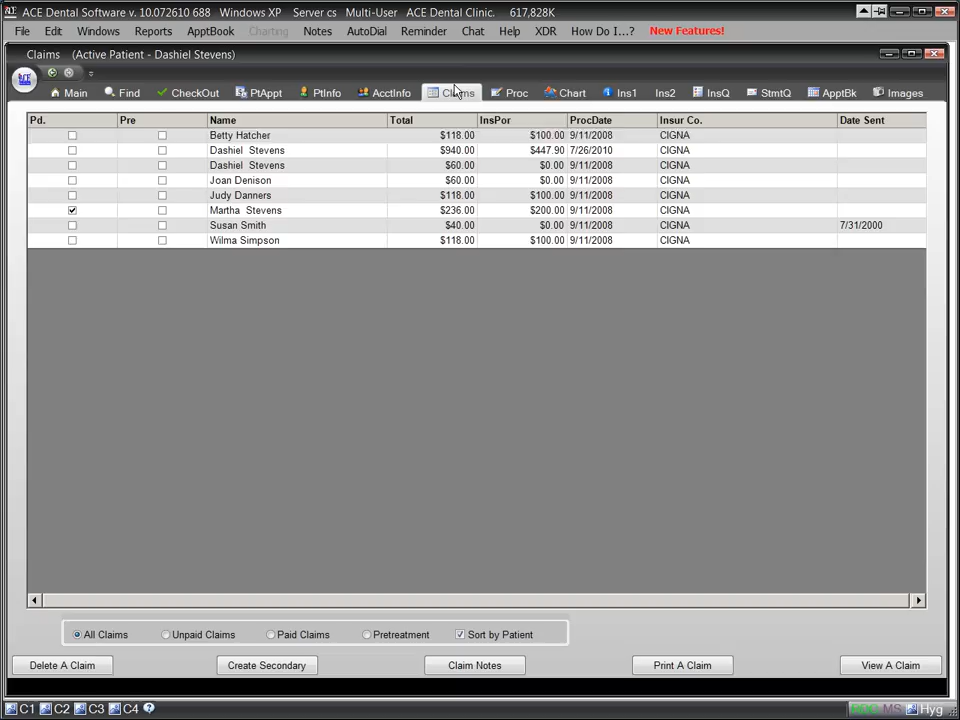 ACE Dental Software v. 10.072610 688 Windows XP Server cs Multi-User ACE Dental Clinic. 617,828K
File Edit Windows Reports ApptBook Charting Notes AutoDial Reminder Chat Help XDR How Do I...? New Features!
Claims (Active Patient - Dashiel Stevens)
ACE
Main Find CheckOut PtAppt PtInfo AcctInfo Claims Proc Chart Ins1 Ins2 InsQ StmtQ ApptBk Images
Pd. Pre Name Total InsPor ProcDate Insur Co. Date Sent
Betty Hatcher $118.00 $100.00 9/11/2008 CIGNA
Dashiel Stevens $940.00 $447.90 7/26/2010 CIGNA
Dashiel Stevens $60.00 $0.00 9/11/2008 CIGNA
Joan Denison $60.00 $0.00 9/11/2008 CIGNA
Judy Danners $118.00 $100.00 9/11/2008 CIGNA
Martha Stevens $236.00 $200.00 9/11/2008 CIGNA
Susan Smith $40.00 $0.00 9/11/2008 CIGNA 7/31/2000
Wilma Simpson $118.00 $100.00 9/11/2008 CIGNA
All Claims Unpaid Claims Paid Claims Pretreatment Sort by Patient
Delete A Claim Create Secondary Claim Notes Print A Claim View A Claim
C1 C2 C3 C4 MS Hyg